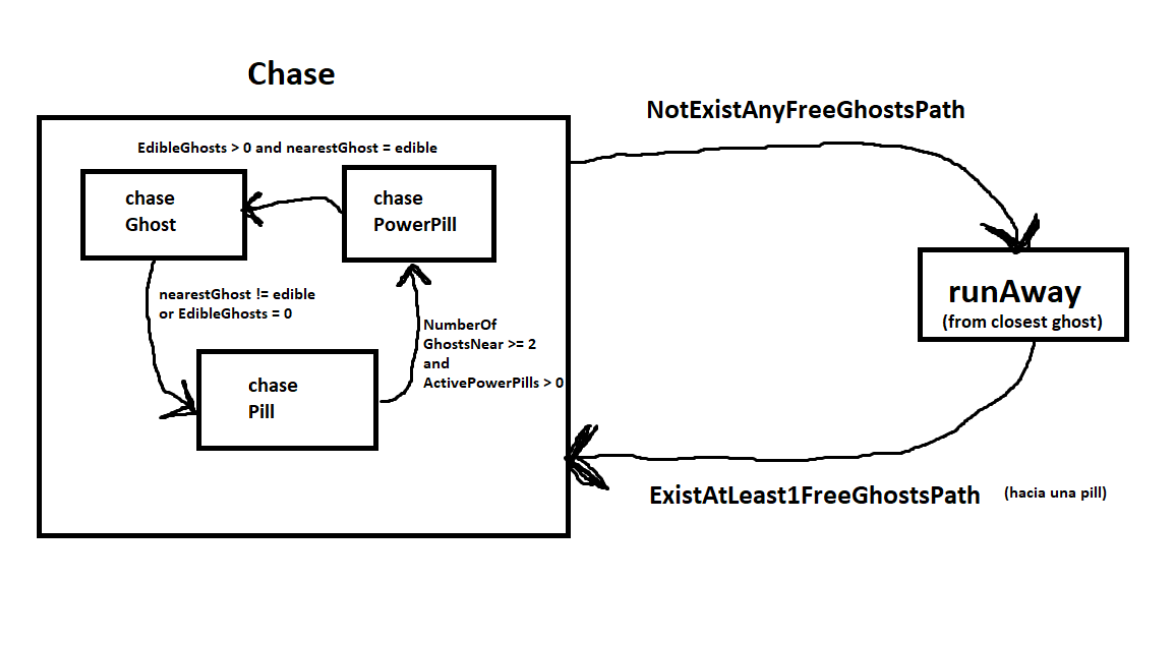 Chase
NotExistAnyFreeGhostsPath
EdibleGhosts > 0 and nearestGhost = edible
chase
Ghost
chase
PowerPill
nearestGhost != edible
or EdibleGhosts = 0
NumberOf
GhostsNear >= 2
and
ActivePowerPills > 0
chase
Pill
runAway
(from closest ghost)
ExistAtLeast1FreeGhostsPath (hacia una pill)